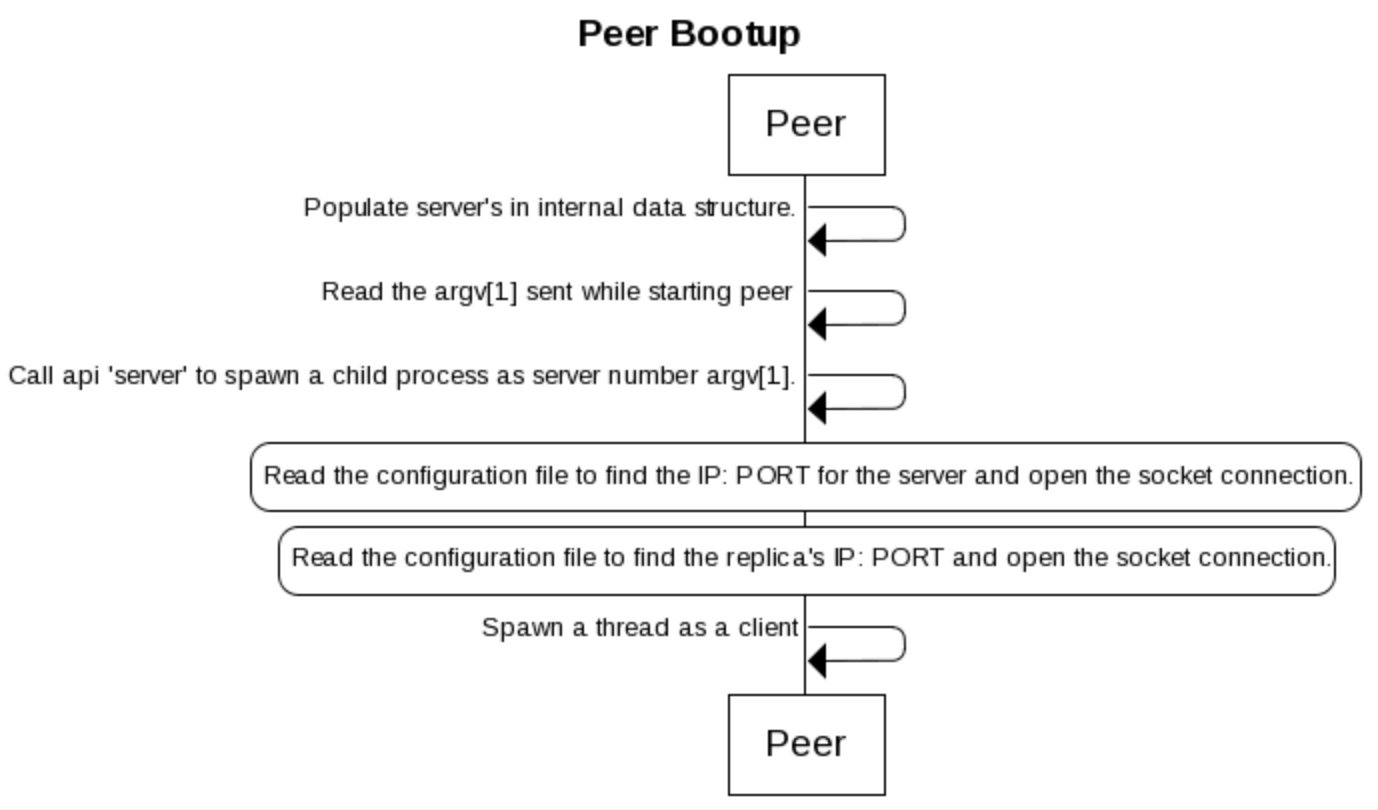 Peer Bootup
Peer
Populate server's in internal data structure.
Read the argv[1] sent while starting peer
Call api 'server' to spawn a child process as server number argv[1].
Read the configuration file to find the IP: PORT for the server and open the socket connection.
Read the configuration file to find the replica's IP: PORT and open the socket connection.
Spawn a thread as a client
Peer